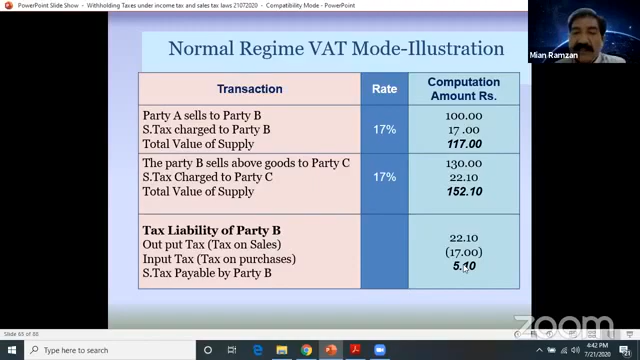 PowerPoint Slide Show - Withholding Taxes under income tax and sales tax laws 21072020 - Compatibility Mode - PowerPoint
Mian Ramzan
Normal Regime VAT Mode-Illustration
Transaction Rate Computation Amount Rs.
Party A sells to Party B 100.00
S.Tax charged to Party B 17% 17 .00
Total Value of Supply 117.00
The party B sells above goods to Party C 130.00
S.Tax Charged to Party C 17% 22.10
Total Value of Supply 152.10
Tax Liability of Party B
Out put Tax (Tax on Sales) 22.10
Input Tax (Tax on purchases) (17.00)
S.Tax Payable by Party B 5.10
zoom
Type here to search
4:42 PM
7/21/2020